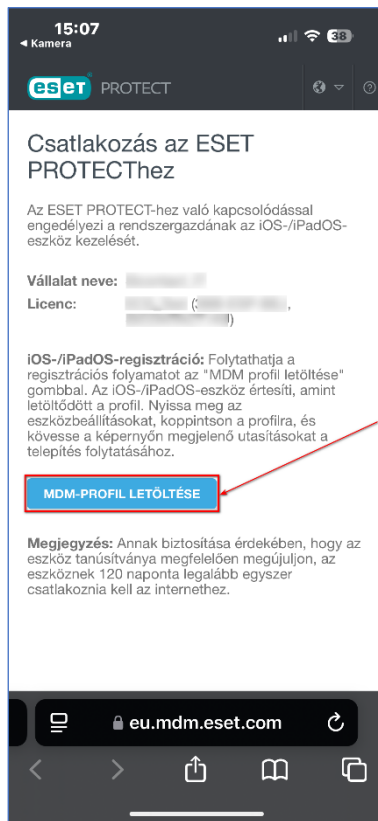 15:07
38
◀ Kamera
eset PROTECT
Csatlakozás az ESET
PROTECThez
Az ESET PROTECT-hez való kapcsolódással
engedélyezi a rendszergazdának az iOS-/iPadOS-
eszköz kezelését.
Vállalat neve:
Licenc:
iOS-/iPadOS-regisztráció: Folytathatja a
regisztrációs folyamatot az "MDM profil letöltése"
gombbal. Az iOS-/iPadOS-eszköz értesíti, amint
letöltődött a profil. Nyissa meg az
eszközbeállításokat, koppintson a profilra, és
kövesse a képernyőn megjelenő utasításokat a
telepítés folytatásához.
MDM-PROFIL LETÖLTÉSE
Megjegyzés: Annak biztosítása érdekében, hogy az
eszköz tanúsítványa megfelelően megújuljon, az
eszköznek 120 naponta legalább egyszer
csatlakoznia kell az internethez.
eu.mdm.eset.com